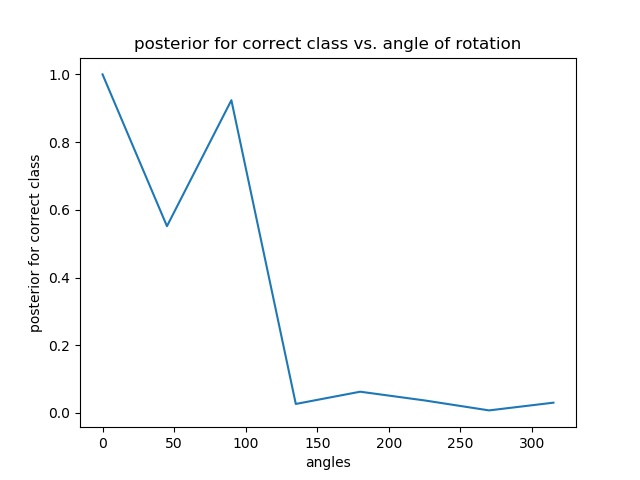 posterior for correct class vs. angle of rotation
1.0
0.8
0.6
0.4
0.2
0.0
posterior for correct class
0 50 100 150 200 250 300
angles